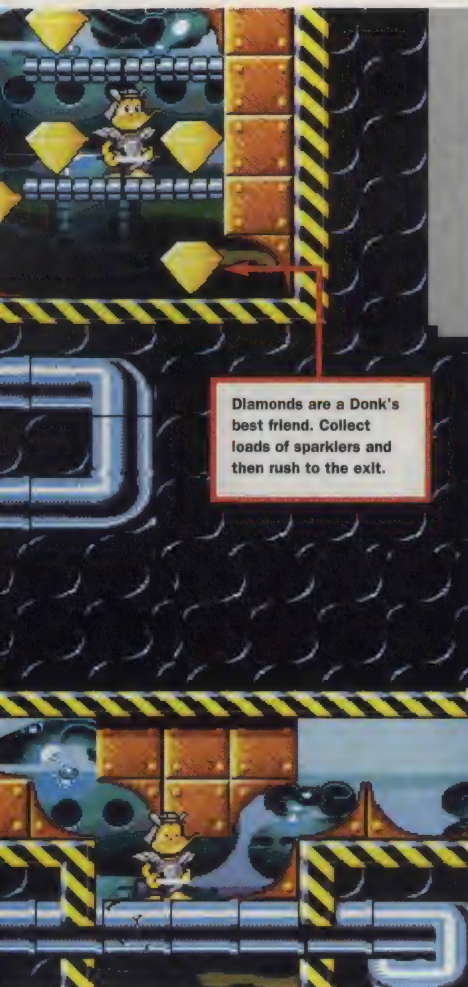 Diamonds are a Donk's
best friend. Collect
loads of sparklers and
then rush to the exit.